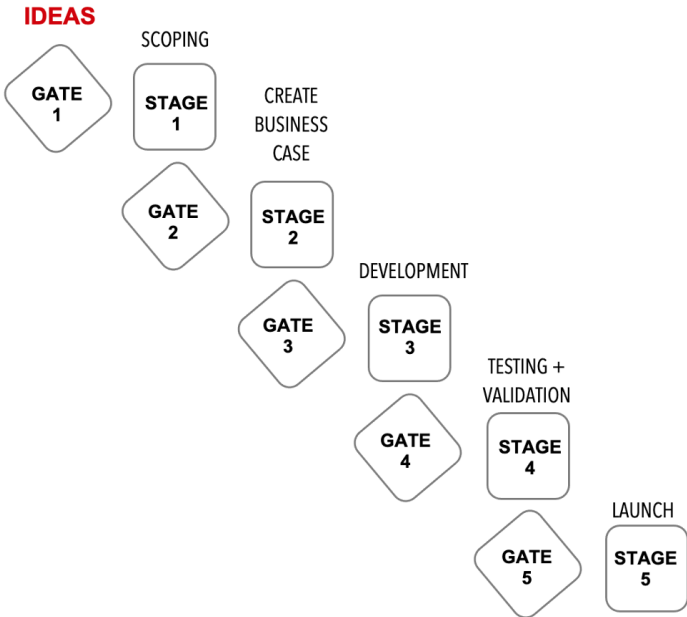 IDEAS
SCOPING
GATE
1
STAGE
1
CREATE
BUSINESS
CASE
GATE
2
STAGE
2
DEVELOPMENT
GATE
3
STAGE
3
TESTING +
VALIDATION
GATE
4
STAGE
4
LAUNCH
GATE
5
STAGE
5